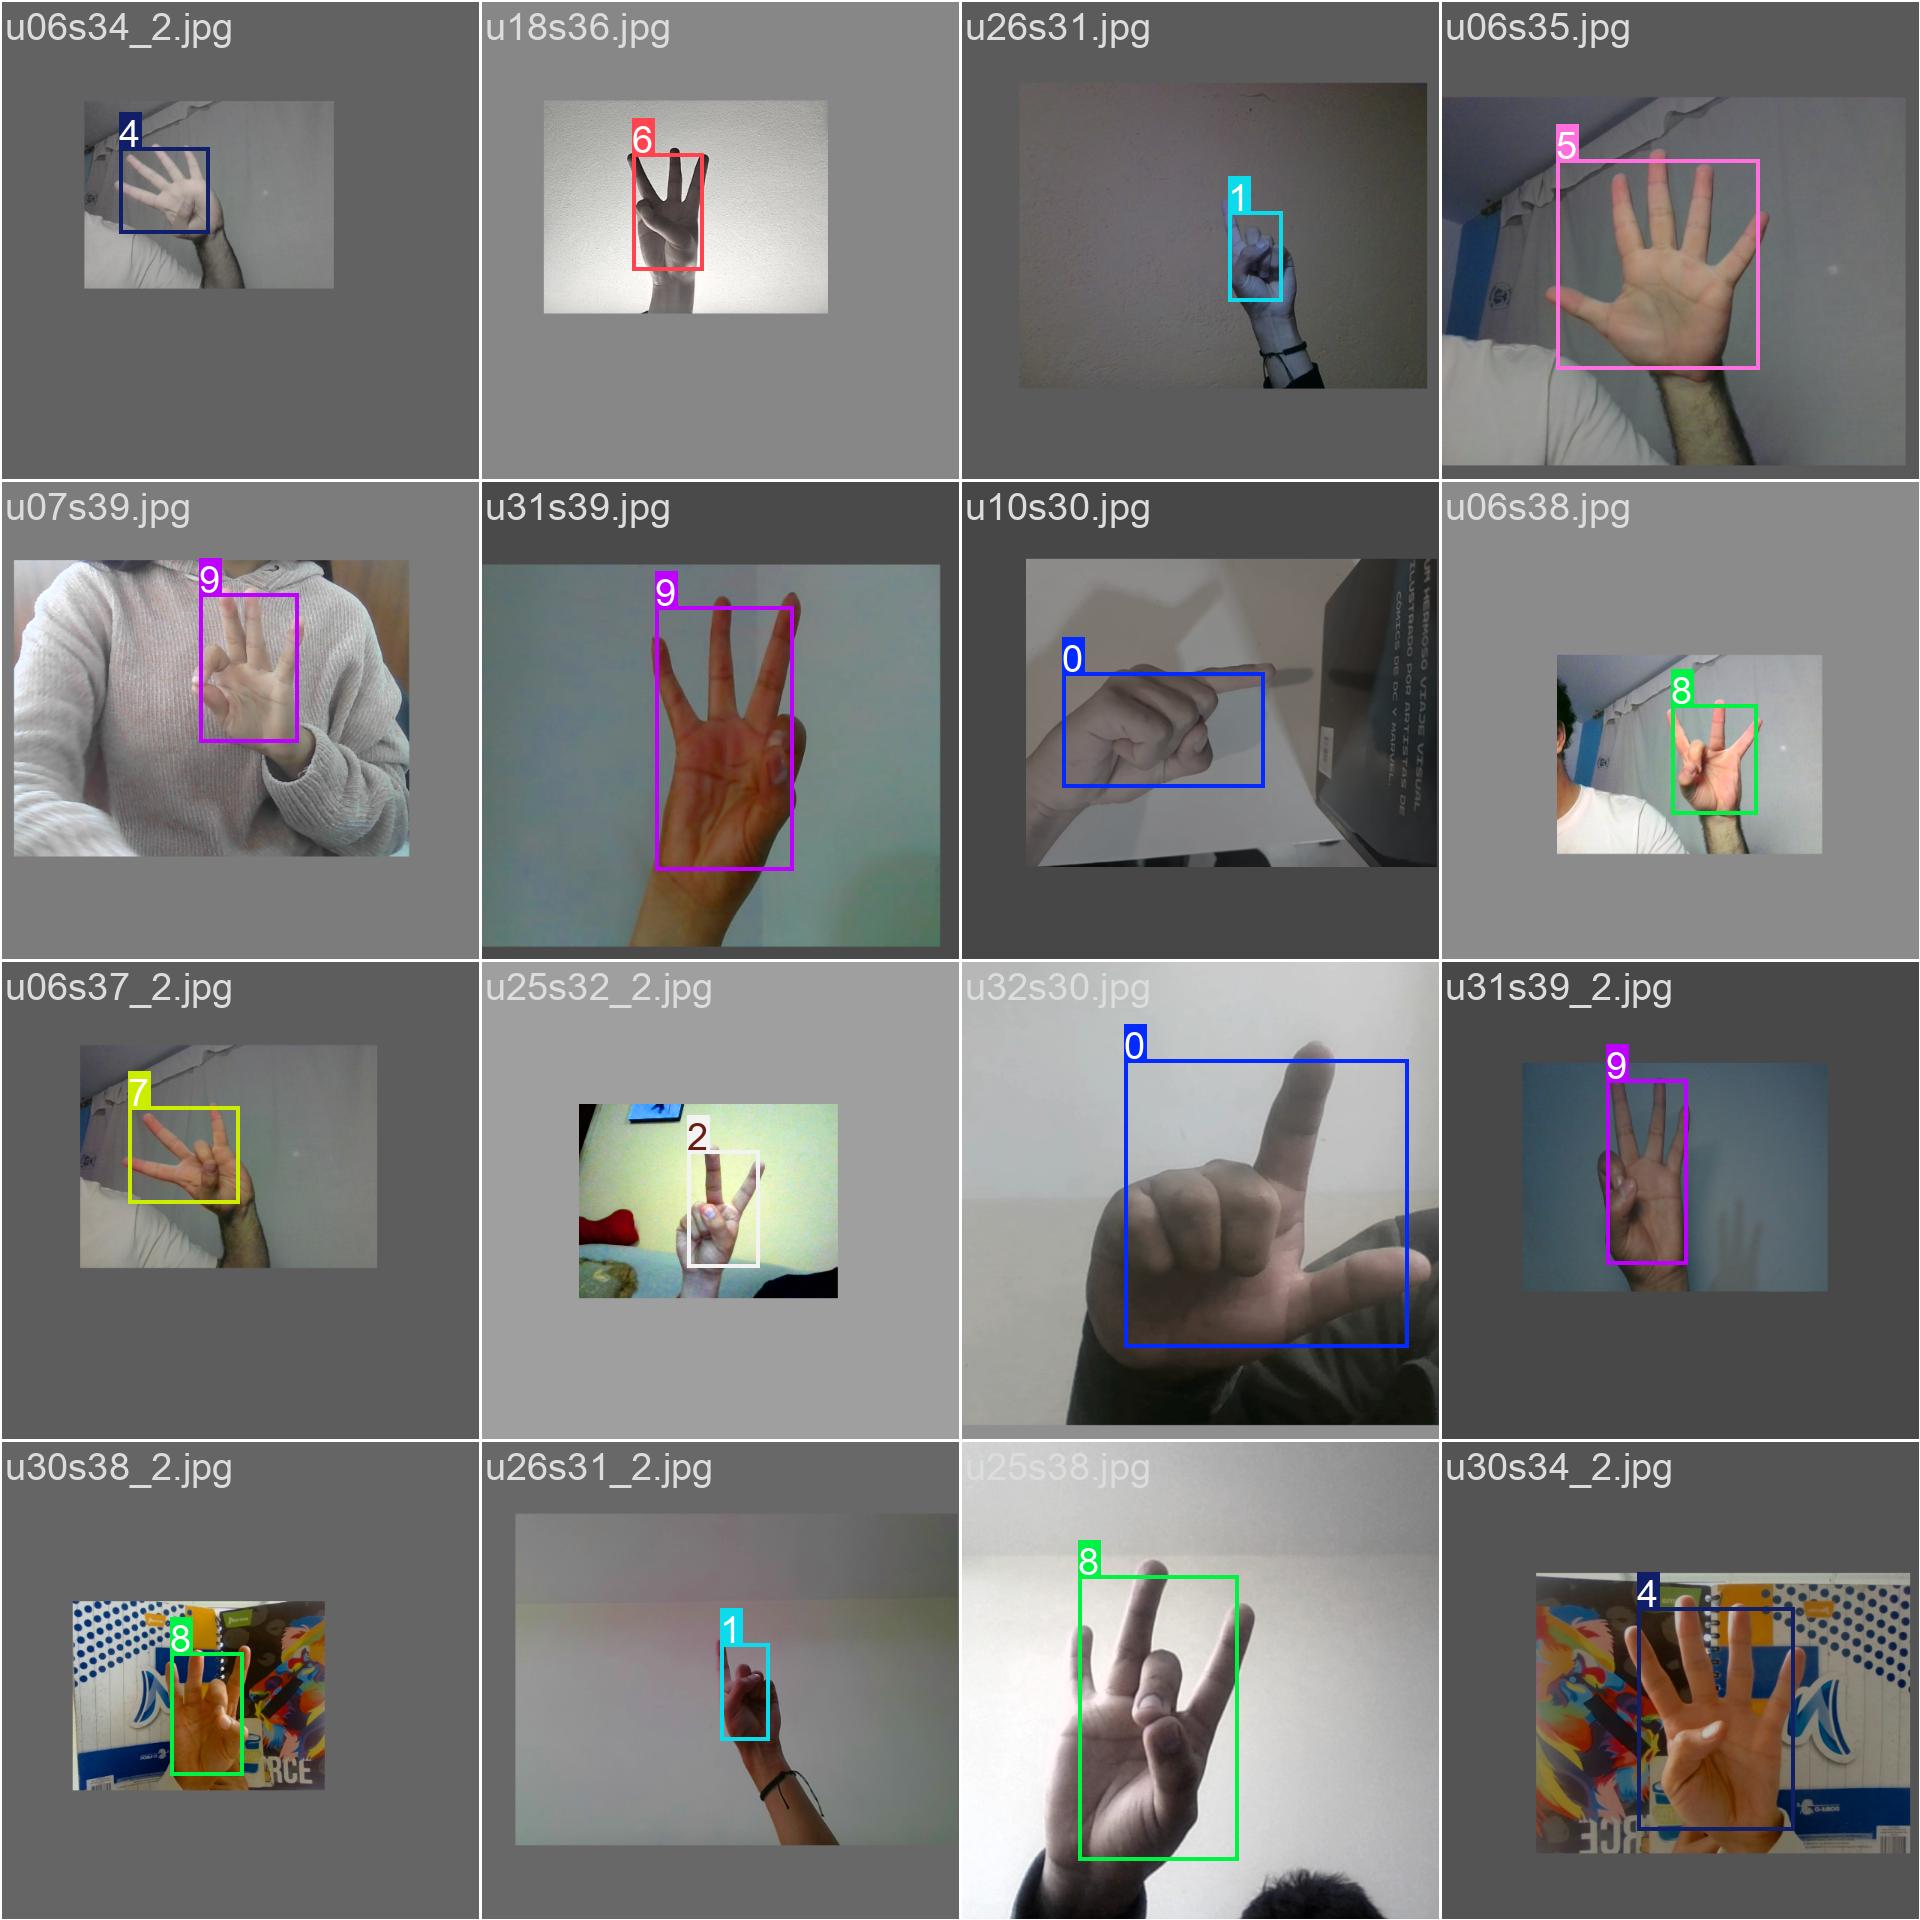 u06s34_2.jpg
4
u18s36.jpg
6
u26s31.jpg
1
u06s35.jpg
5
u07s39.jpg
9
u31s39.jpg
9
u10s30.jpg
0
UN HERMOSO VIAJE VISUAL
ILUSTRADO POR ARTISTAS DE
COMICS DE DC Y MARVEL.
u06s38.jpg
8
u06s37_2.jpg
7
u25s32_2.jpg
2
u32s30.jpg
0
u31s39_2.jpg
9
u30s38_2.jpg
8
RCE
u26s31_2.jpg
1
u25s38.jpg
8
u30s34_2.jpg
4